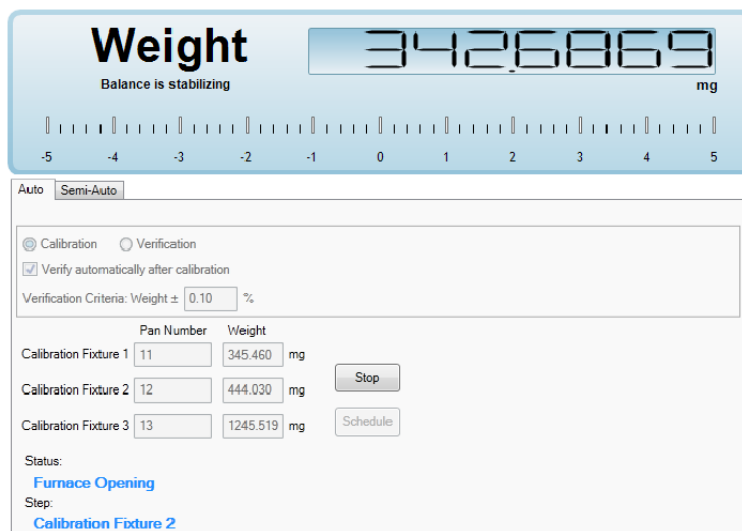 Weight 342.6869
Balance is stabilizing mg
-5 -4 -3 -2 -1 0 1 2 3 4 5
Auto Semi-Auto
Calibration Verification
Verify automatically after calibration
Verification Criteria: Weight ± 0.10 %
Pan Number Weight
Calibration Fixture 1 11 345.460 mg
Stop
Calibration Fixture 2 12 444.030 mg
Calibration Fixture 3 13 1245.519 mg Schedule
Status:
Furnace Opening
Step:
Calibration Fixture 2